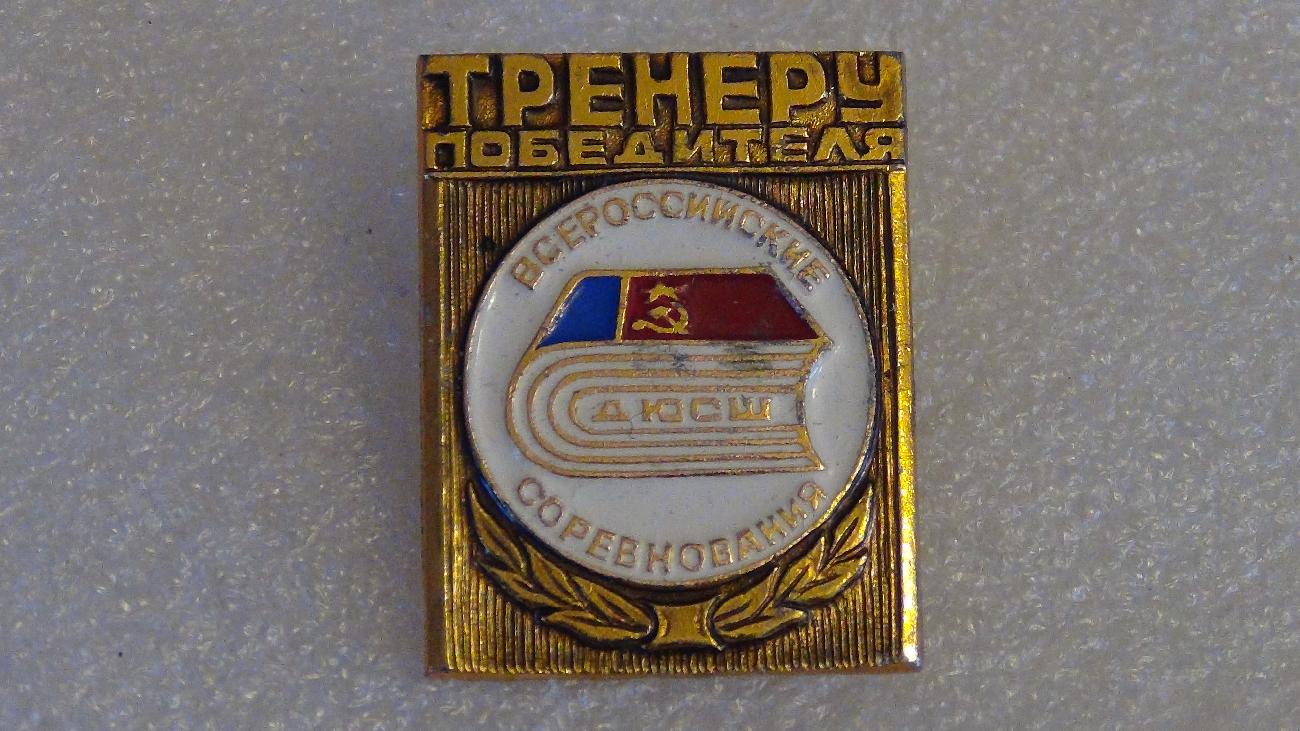 ТРЕНЕРУ
ПОБЕДИТЕЛЯ
ВСЕРОССИЙСКИЕ
ДЮСШ
СОРЕВНОВАНИЯ